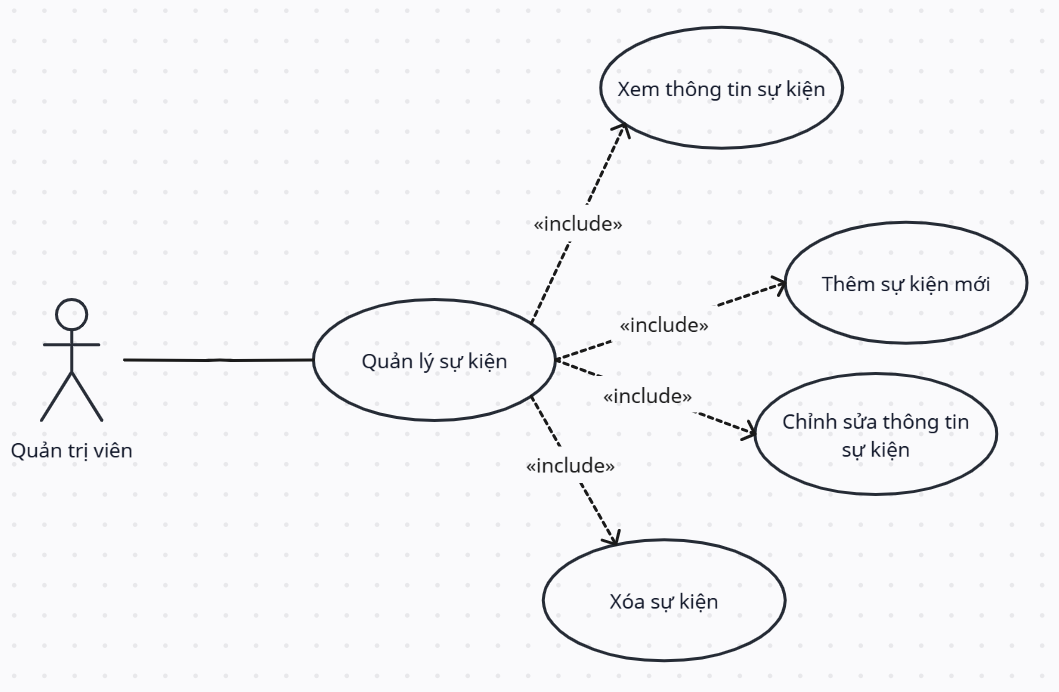 Xem thông tin sự kiện
«include»
Thêm sự kiện mới
«include»
Quản lý sự kiện
«include»
Chỉnh sửa thông tin
sự kiện
Quản trị viên
«include»
Xóa sự kiện